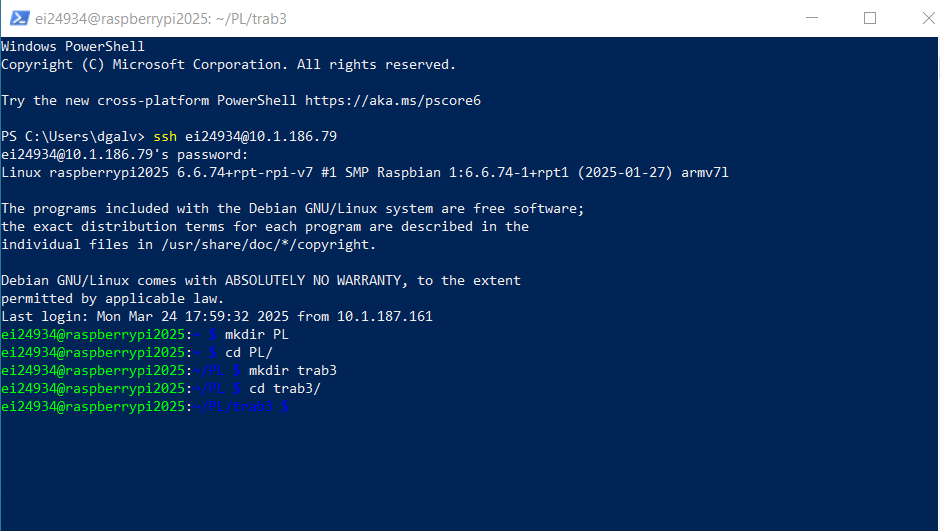 ei24934@raspberrypi2025: ~/PL/trab3
Windows PowerShell
Copyright (C) Microsoft Corporation. All rights reserved.
Try the new cross-platform PowerShell https://aka.ms/pscore6
PS C:\Users\dgalv> ssh ei24934@10.1.186.79
ei24934@10.1.186.79's password:
Linux raspberrypi2025 6.6.74+rpt-rpi-v7 #1 SMP Raspbian 1:6.6.74-1+rpt1 (2025-01-27) armv7l
The programs included with the Debian GNU/Linux system are free software;
the exact distribution terms for each program are described in the
individual files in /usr/share/doc/*/copyright.
Debian GNU/Linux comes with ABSOLUTELY NO WARRANTY, to the extent
permitted by applicable law.
Last login: Mon Mar 24 17:59:32 2025 from 10.1.187.161
ei24934@raspberrypi2025:~ $ mkdir PL
ei24934@raspberrypi2025:~ $ cd PL/
ei24934@raspberrypi2025:~/PL $ mkdir trab3
ei24934@raspberrypi2025:~/PL $ cd trab3/
ei24934@raspberrypi2025:~/PL/trab3 $